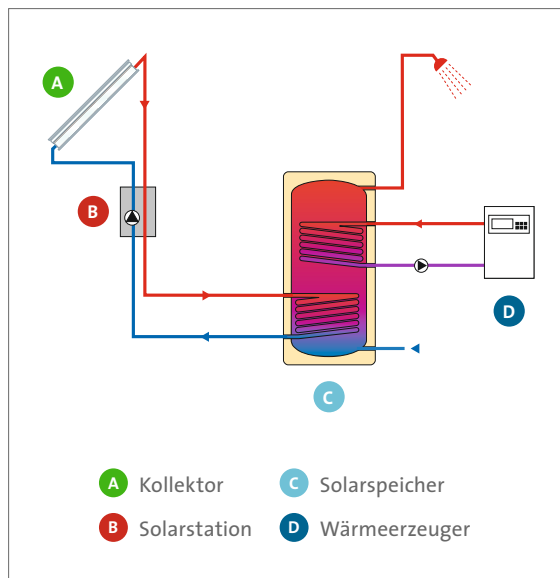 A
B
C
D
A Kollektor
C Solarspeicher
B Solarstation
D Wärmeerzeuger